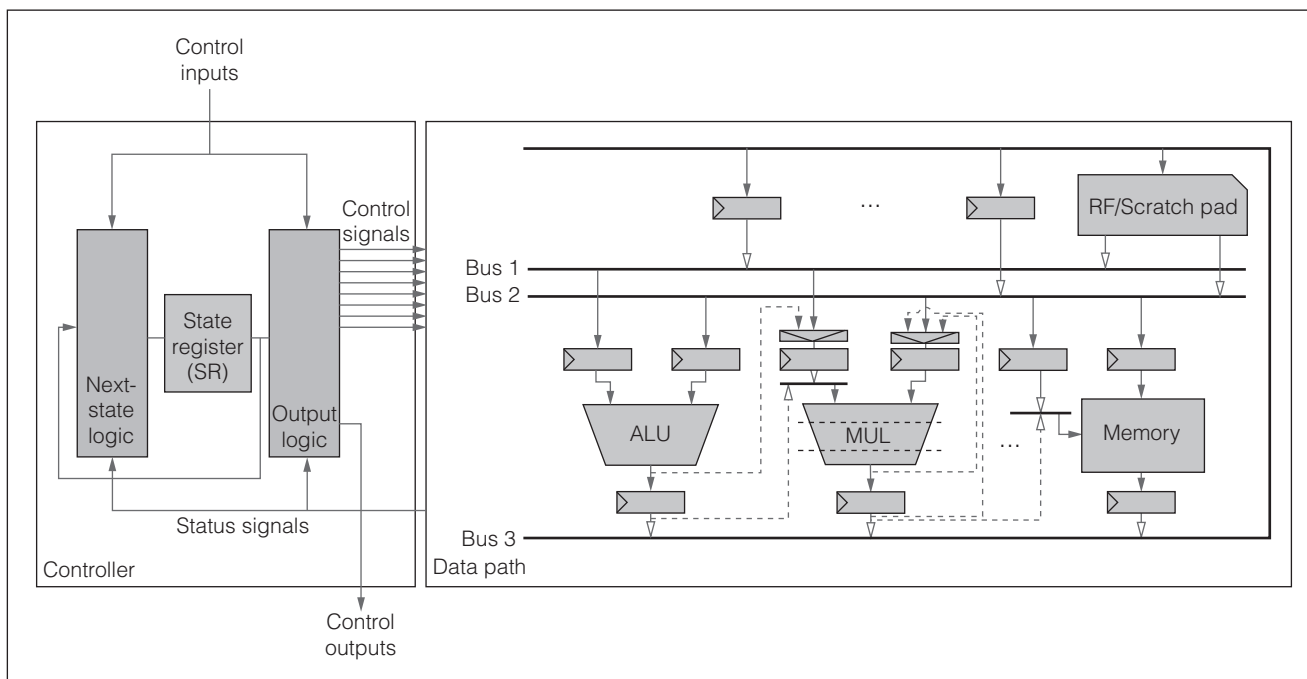 Control
inputs
Control
signals
…
RF/Scratch pad
Bus 1
Bus 2
State
register
(SR)
Next-
state
logic
Output
logic
ALU
MUL
…
Memory
Status signals
Bus 3
Controller
Data path
Control
outputs